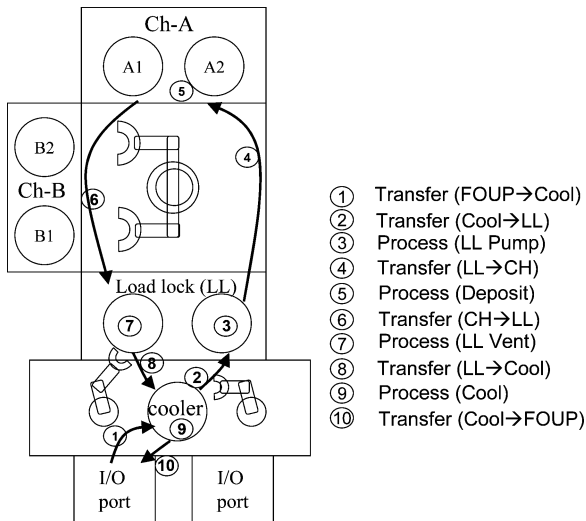 Ch-A
A1 A2
5
B2
4
Ch-B
6
B1
Load lock (LL)
7 3
8
2
cooler
9
1
10
I/O I/O
port port
1 Transfer (FOUP→Cool)
2 Transfer (Cool→LL)
3 Process (LL Pump)
4 Transfer (LL→CH)
5 Process (Deposit)
6 Transfer (CH→LL)
7 Process (LL Vent)
8 Transfer (LL→Cool)
9 Process (Cool)
10 Transfer (Cool→FOUP)